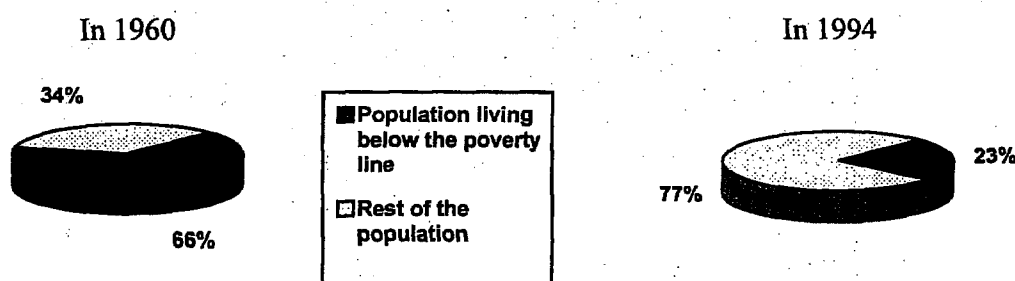 In 1960
34%
66%
Population living
below the poverty
line
Rest of the
population
In 1994
23%
77%